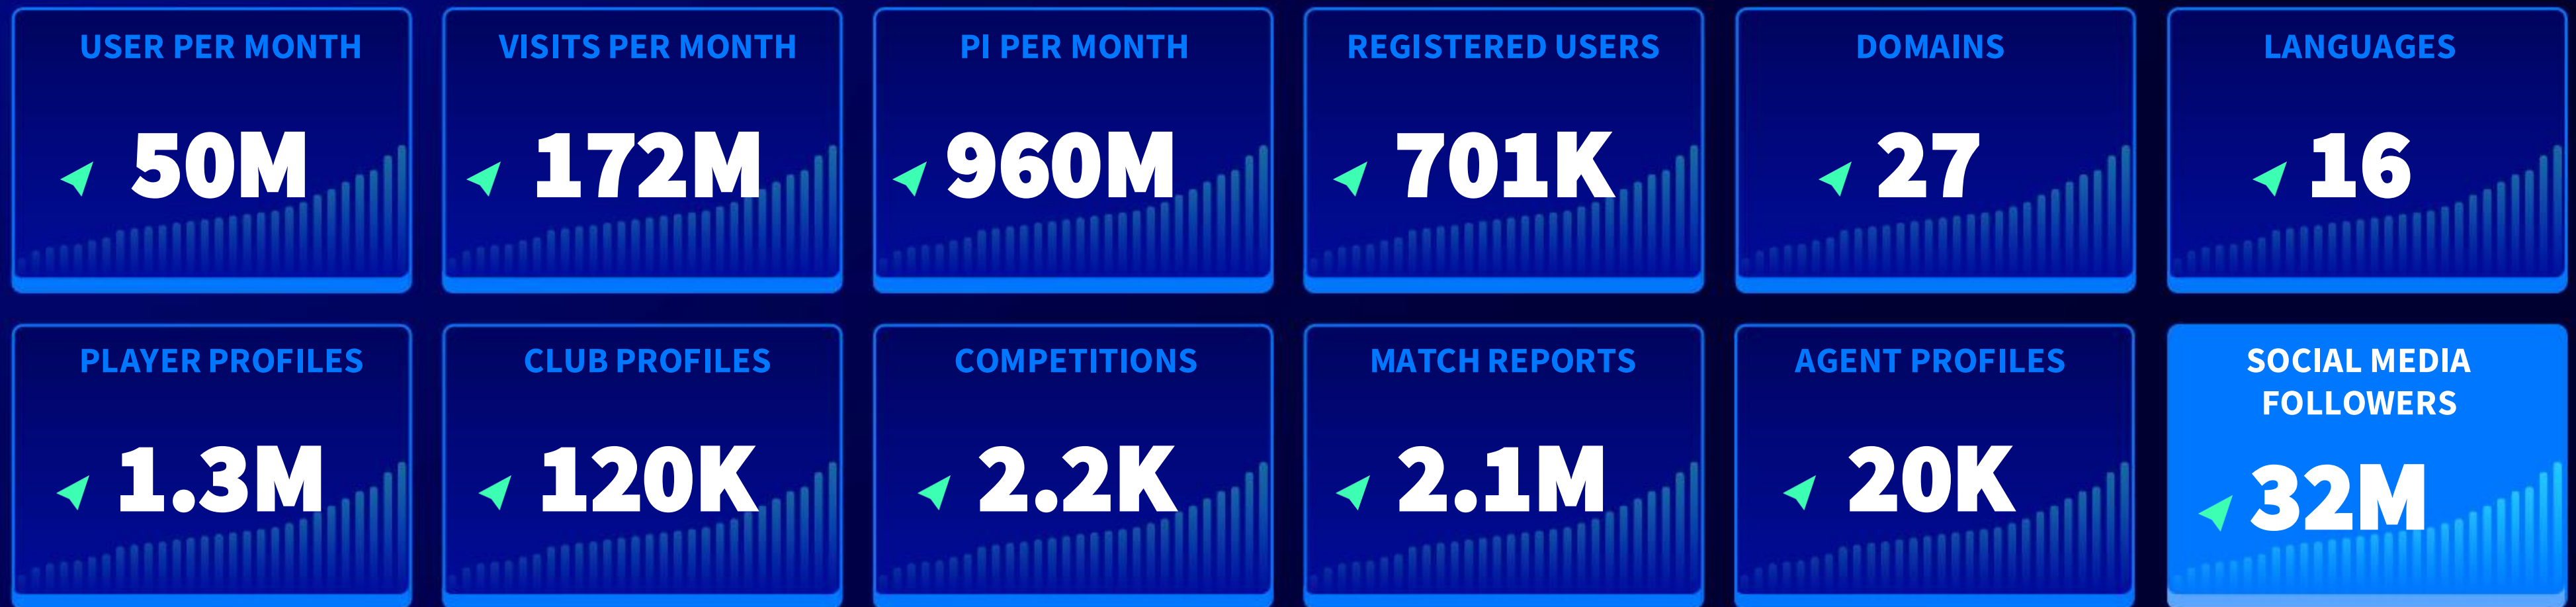 USER PER MONTH
50M
VISITS PER MONTH
172M
PI PER MONTH
960M
REGISTERED USERS
701K
DOMAINS
27
LANGUAGES
16
PLAYER PROFILES
1.3M
CLUB PROFILES
120K
COMPETITIONS
2.2K
MATCH REPORTS
2.1M
AGENT PROFILES
20K
SOCIAL MEDIA
FOLLOWERS
32M